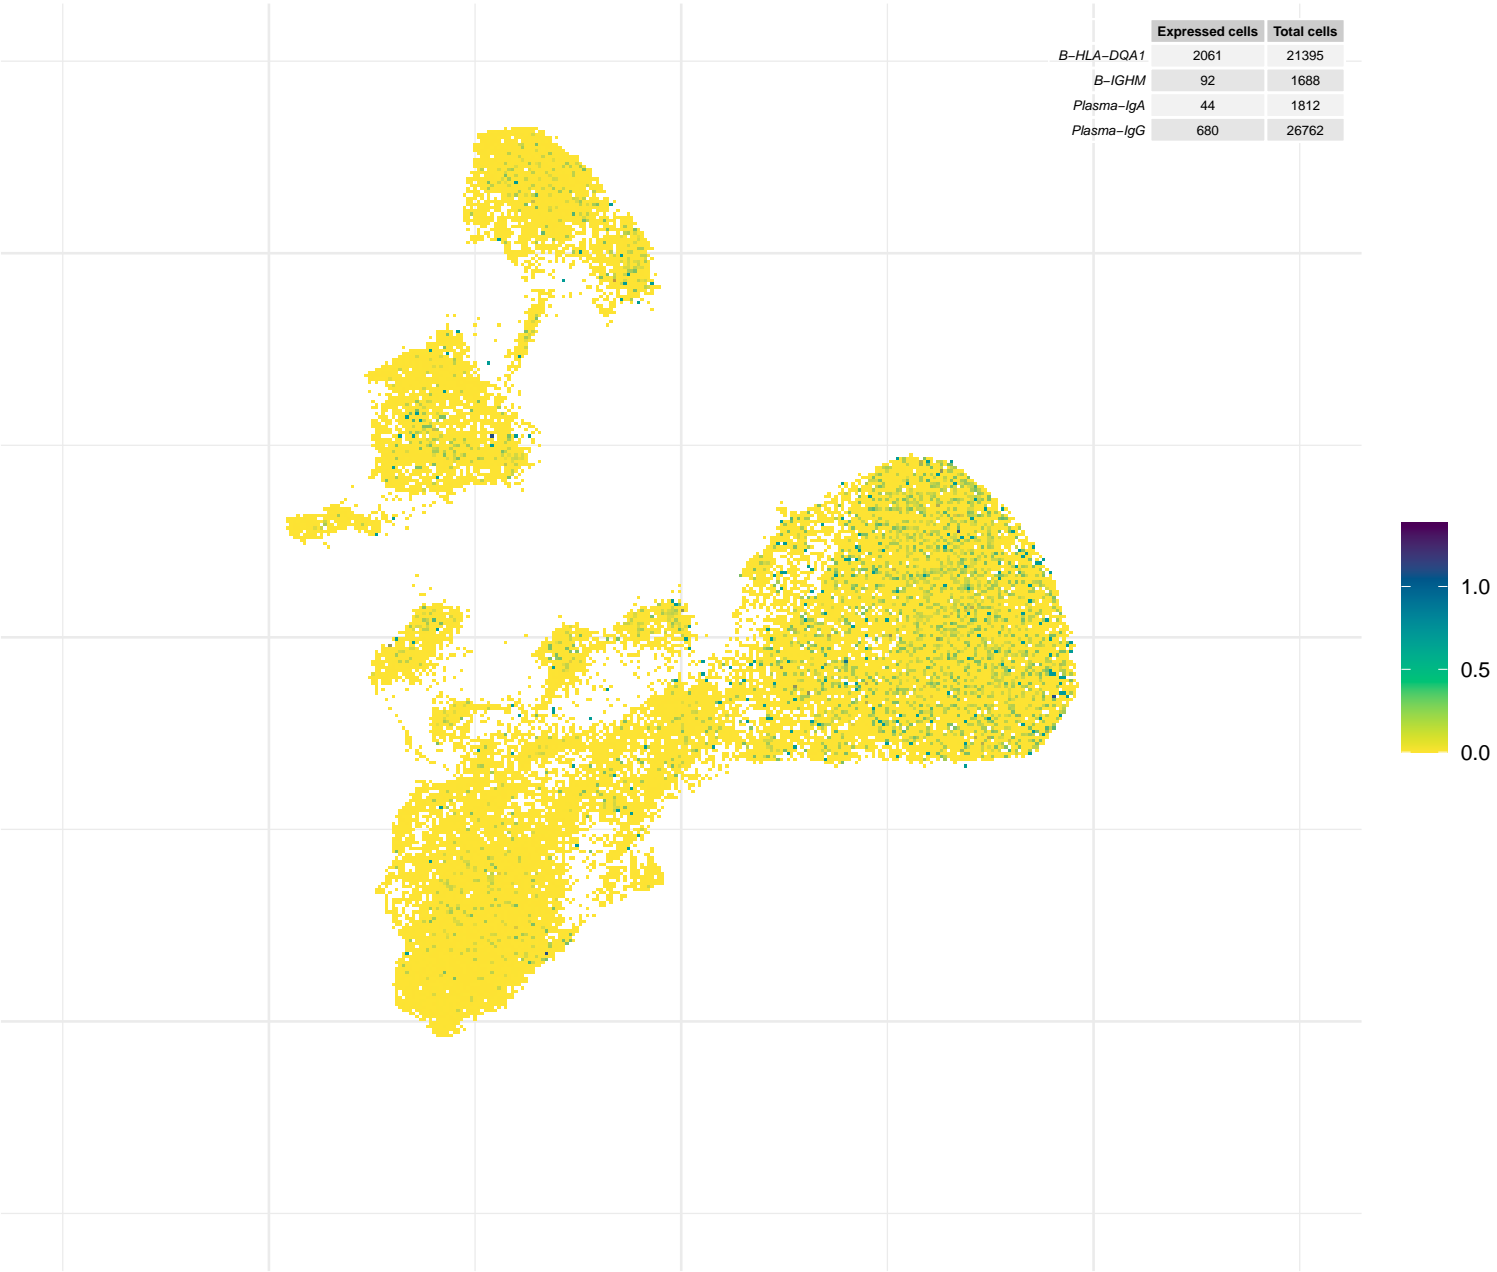 Expressed cells Total cells
B−HLA−DQA1 2061 21395
B−IGHM 92 1688
Plasma−IgA 44 1812
Plasma−IgG 680 26762
1.0
0.5
0.0